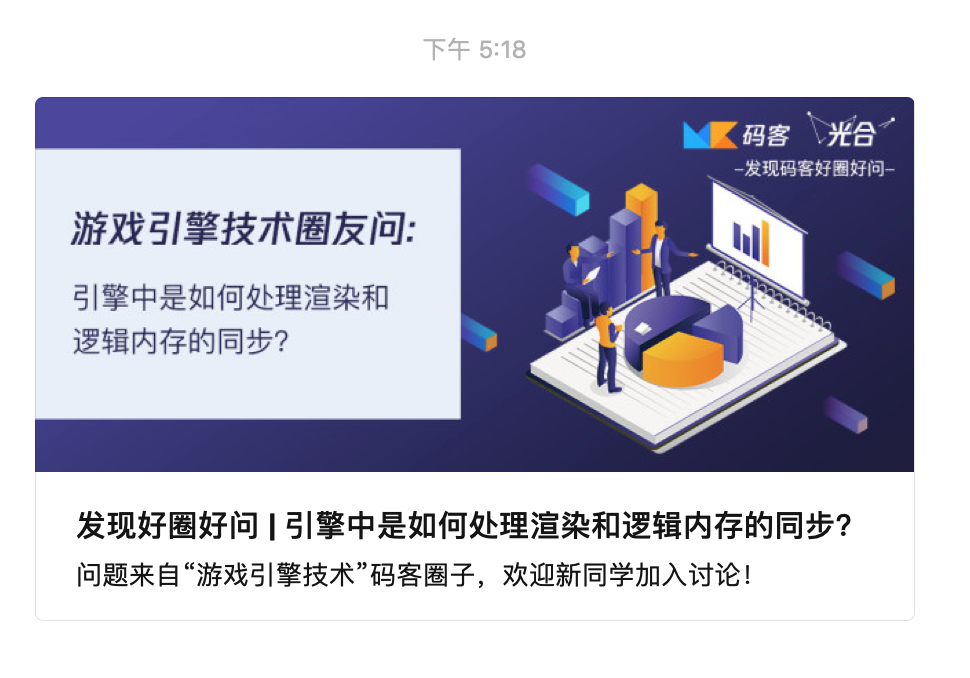 下午 5:18
码客 光合
–发现码客好圈好问–
游戏引擎技术圈友问:
引擎中是如何处理渲染和
逻辑内存的同步?
发现好圈好问 | 引擎中是如何处理渲染和逻辑内存的同步?
问题来自“游戏引擎技术”码客圈子，欢迎新同学加入讨论！